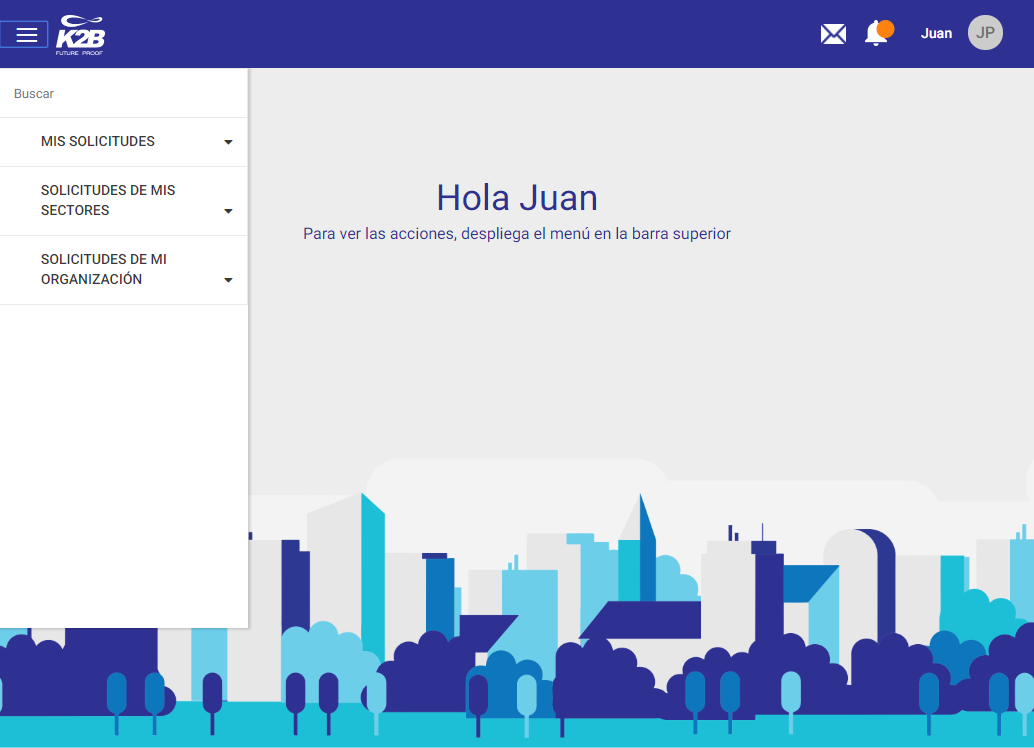 K2B
FUTURE PROOF
Juan
JP
Buscar
MIS SOLICITUDES
SOLICITUDES DE MIS
SECTORES
SOLICITUDES DE MI
ORGANIZACIÓN
Hola Juan
Para ver las acciones, despliega el menú en la barra superior